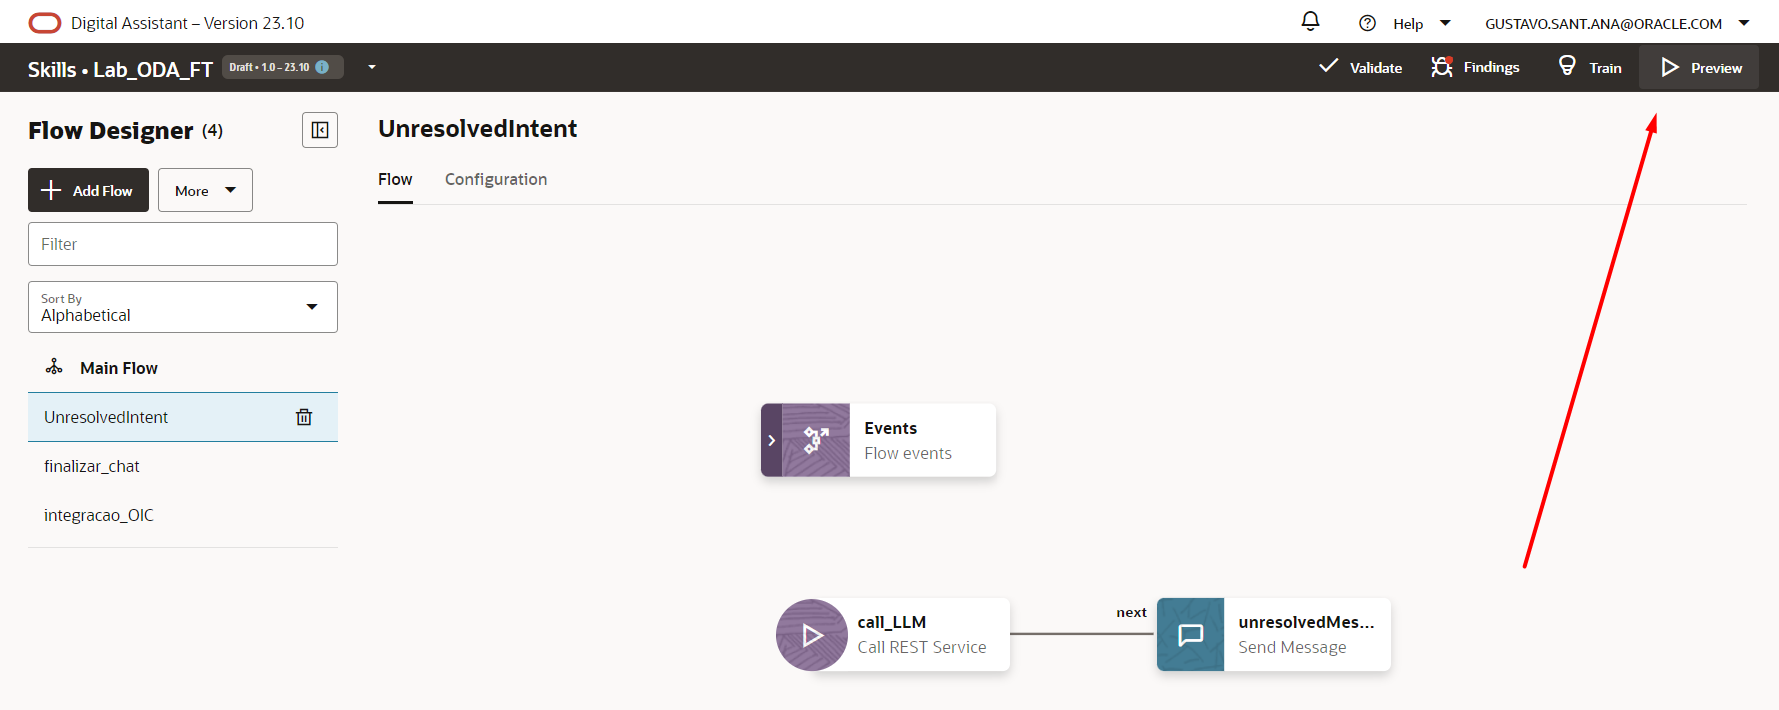 Digital Assistant – Version 23.10
Help
GUSTAVO.SANT.ANA@ORACLE.COM
Skills • Lab_ODA_FT
Draft • 1.0 – 23.10
Validate
Findings
Train
Preview
Flow Designer (4)
Add Flow
More
Filter
Sort By
Alphabetical
Main Flow
UnresolvedIntent
finalizar_chat
integracao_OIC
UnresolvedIntent
Flow
Configuration
Events
Flow events
call_LLM
Call REST Service
next
unresolvedMes...
Send Message